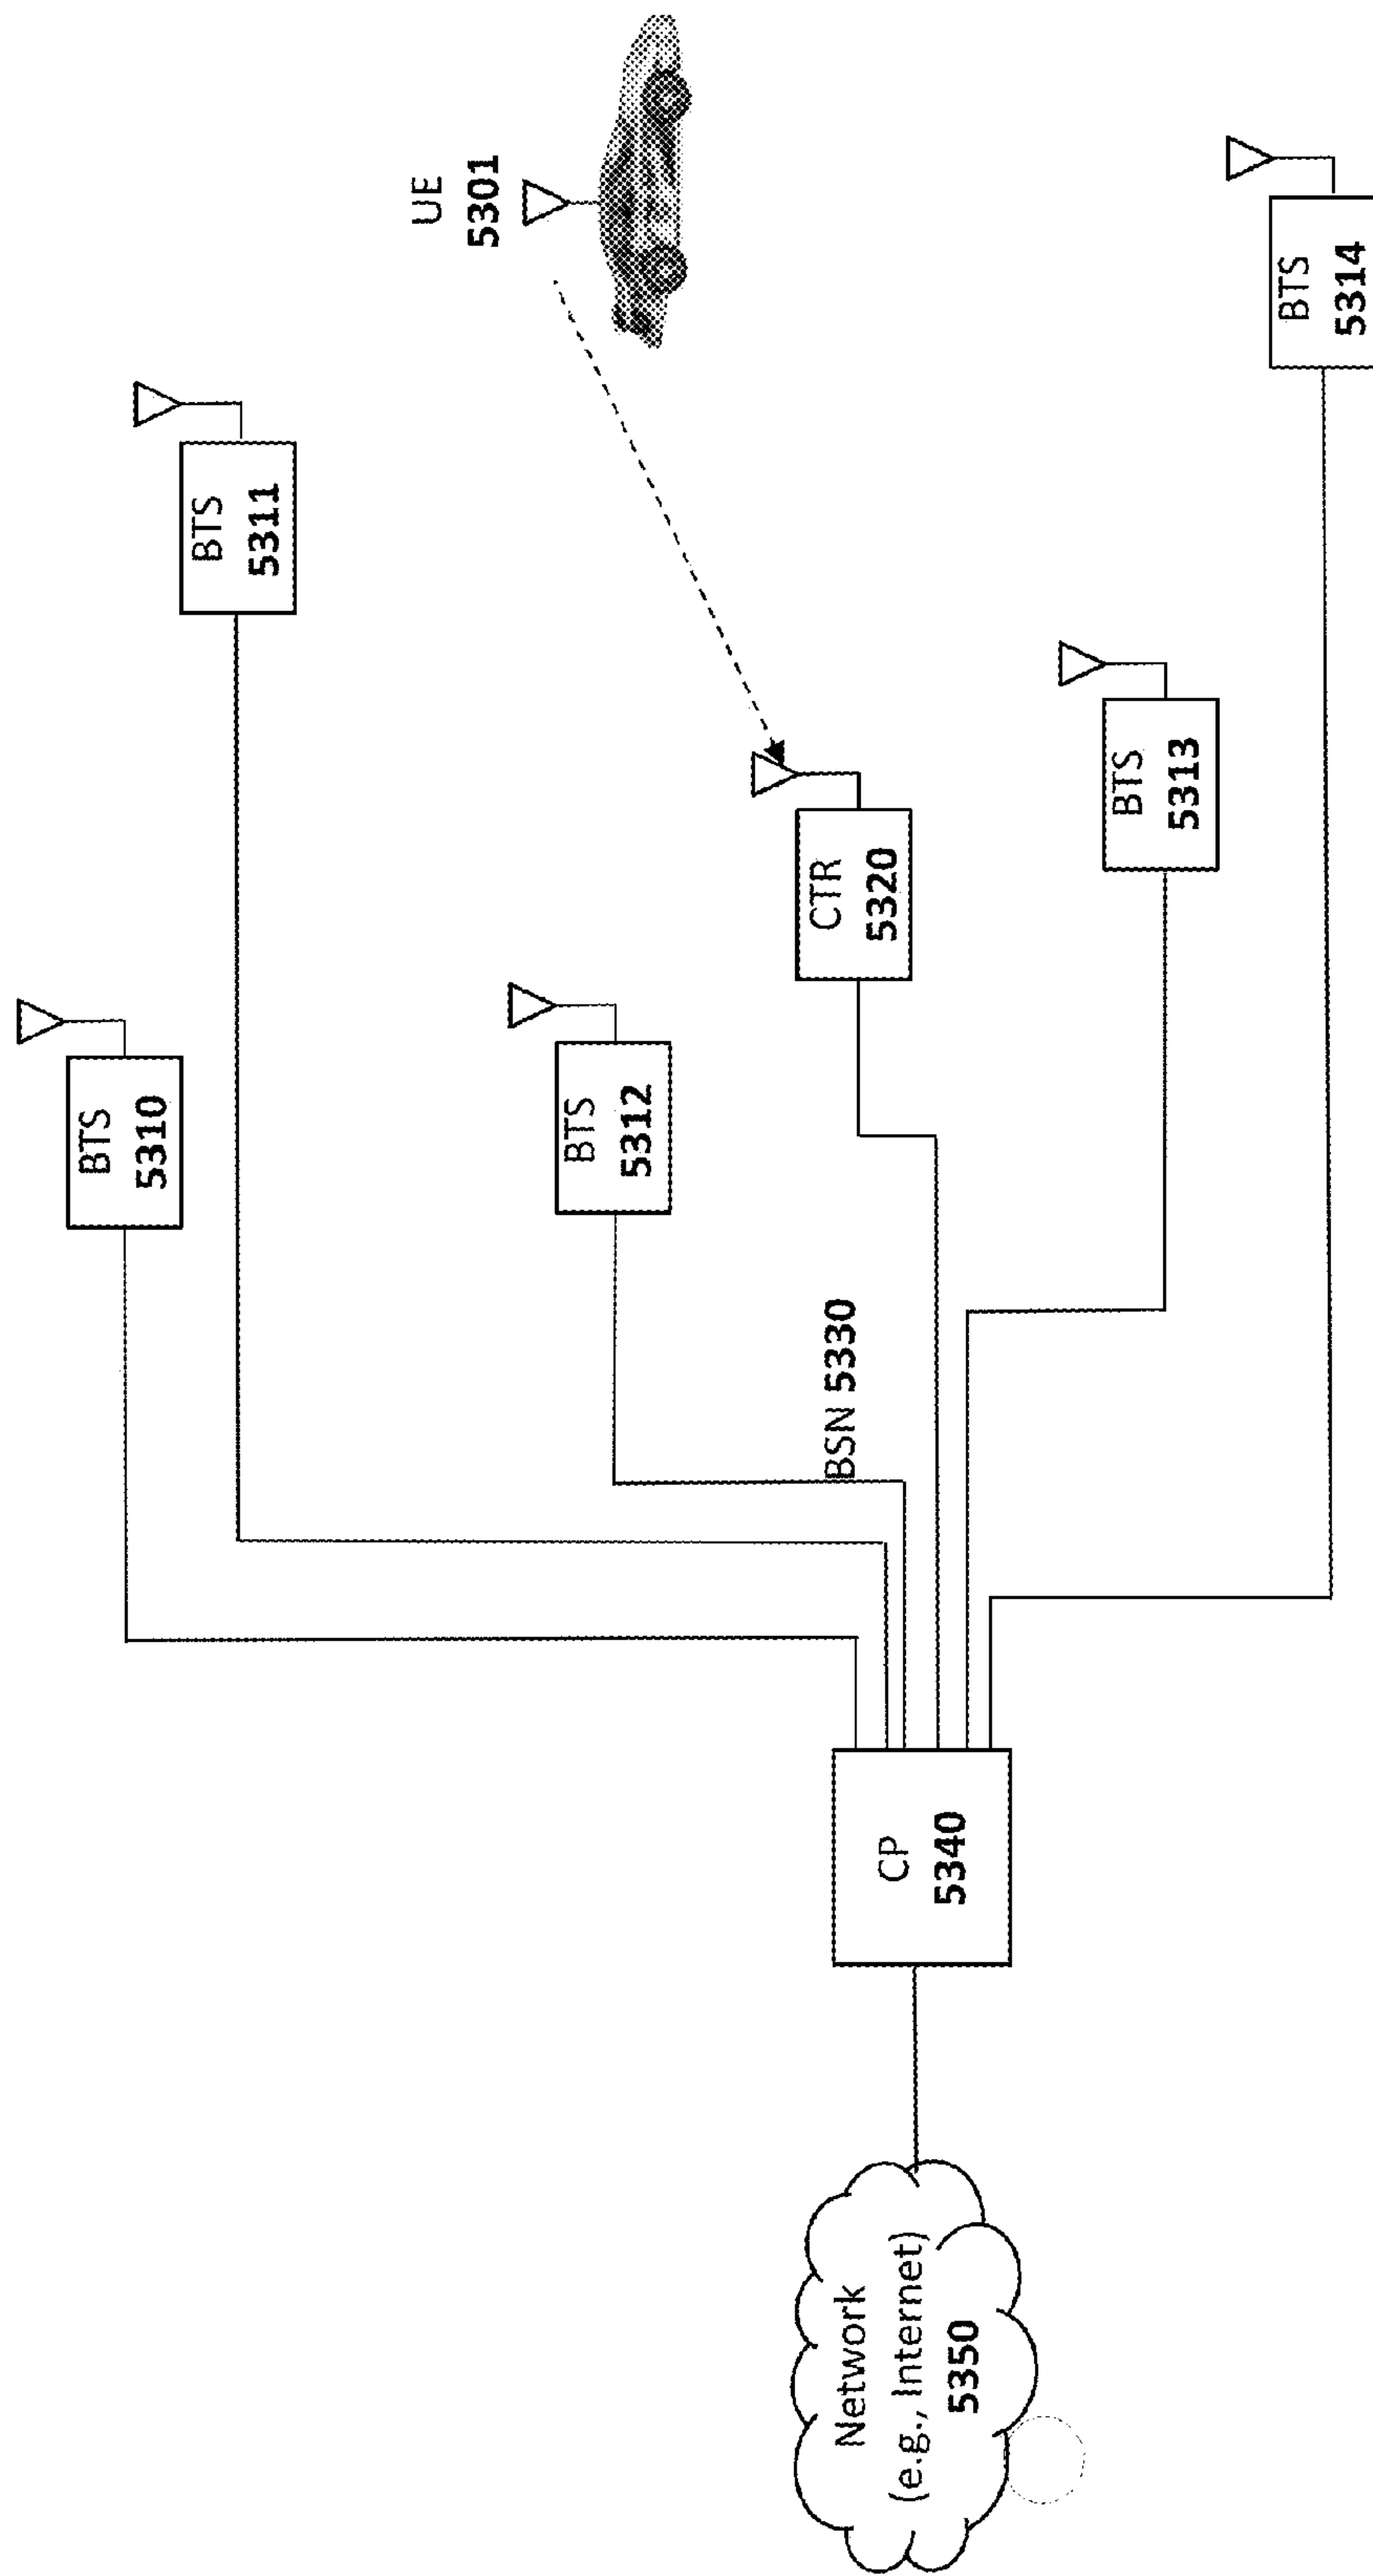 BTS
5310
BTS
5311
UE
5301
BTS
5312
CTR
5320
BSN 5330
BTS
5313
BTS
5314
CP
5340
Network
(e.g., Internet)
5350